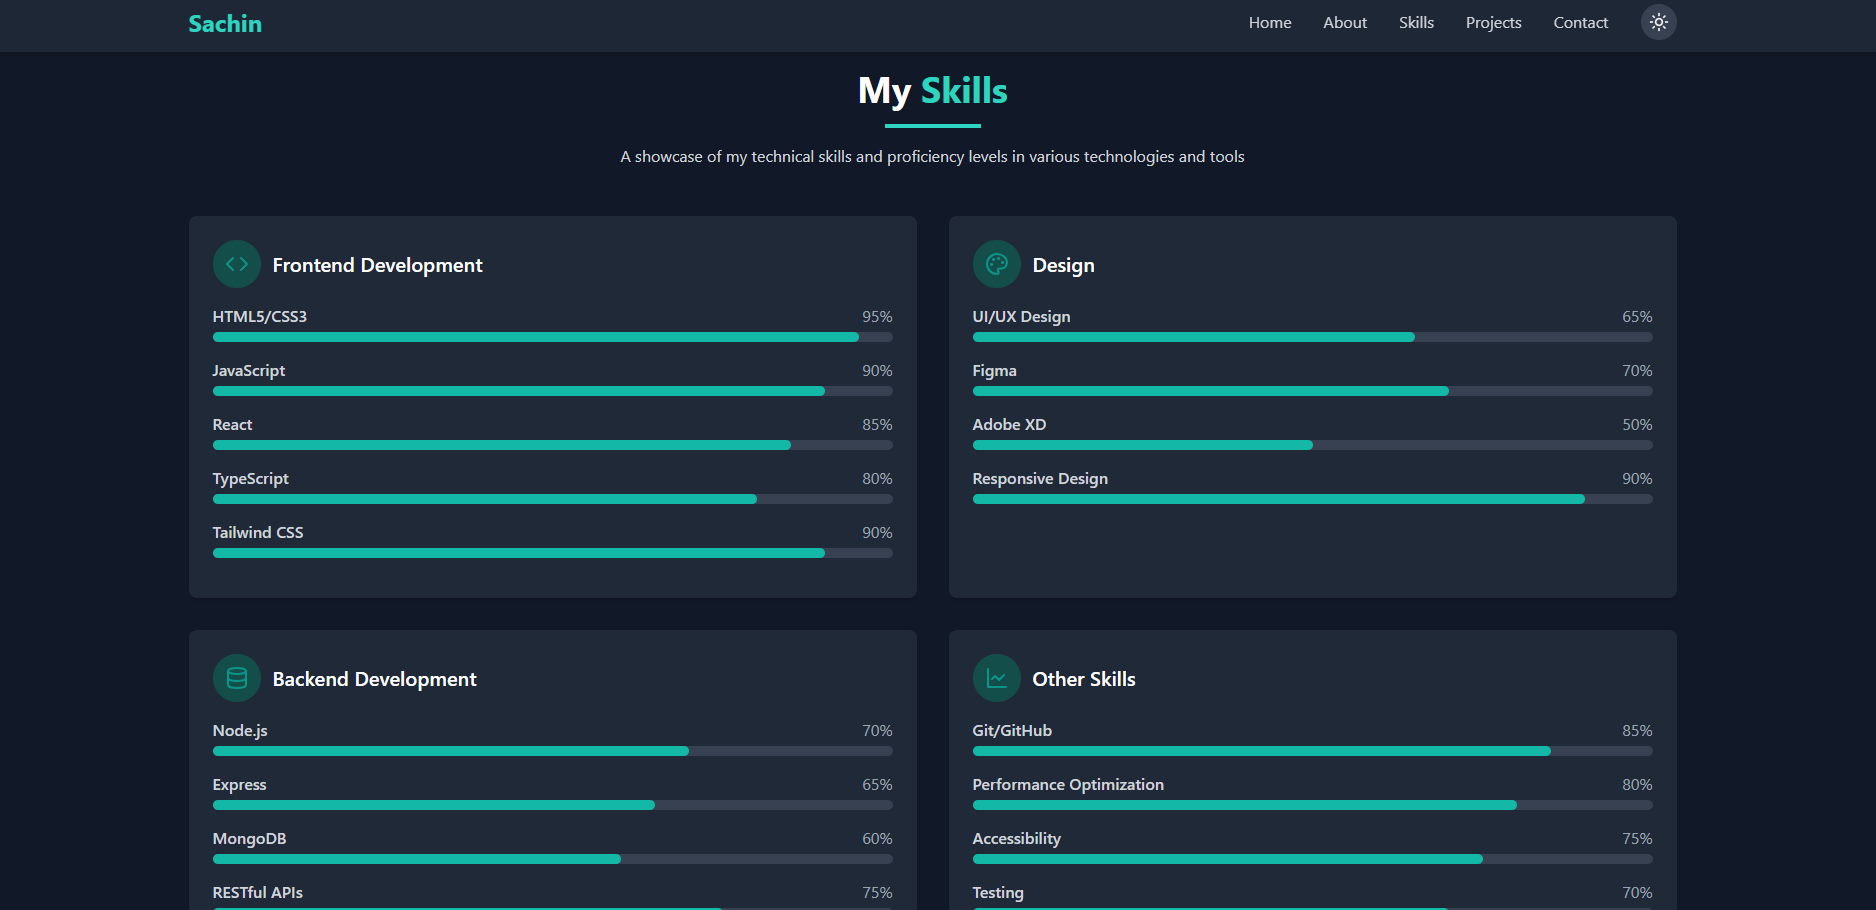 Sachin
Home About Skills Projects Contact
My Skills
A showcase of my technical skills and proficiency levels in various technologies and tools
Frontend Development
HTML5/CSS3 95%
JavaScript 90%
React 85%
TypeScript 80%
Tailwind CSS 90%
Design
UI/UX Design 65%
Figma 70%
Adobe XD 50%
Responsive Design 90%
Backend Development
Node.js 70%
Express 65%
MongoDB 60%
RESTful APIs 75%
Other Skills
Git/GitHub 85%
Performance Optimization 80%
Accessibility 75%
Testing 70%